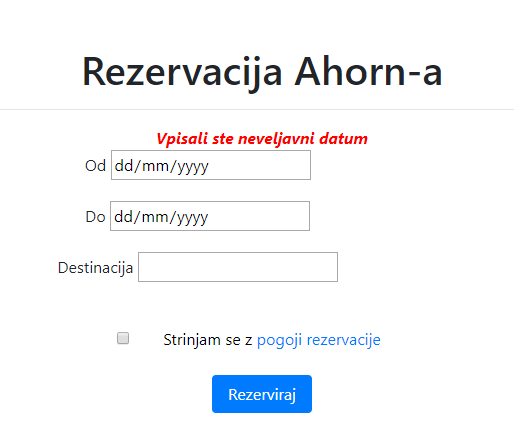 Rezervacija Ahorn-a
Vpisali ste neveljavni datum
Od dd/mm/yyyy
Do dd/mm/yyyy
Destinacija
Strinjam se z pogoji rezervacije
Rezerviraj